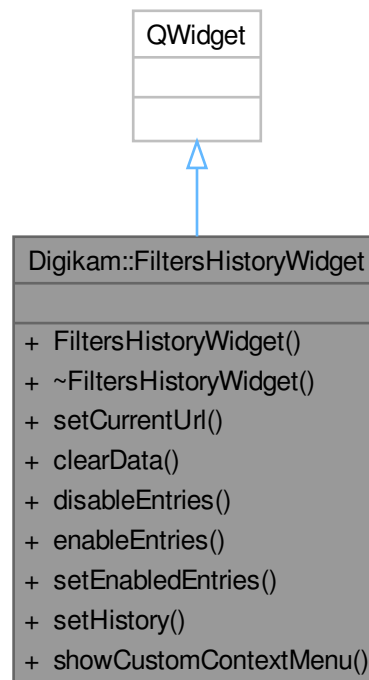 QWidget
Digikam::FiltersHistoryWidget
+ FiltersHistoryWidget()
+ ~FiltersHistoryWidget()
+ setCurrentUrl()
+ clearData()
+ disableEntries()
+ enableEntries()
+ setEnabledEntries()
+ setHistory()
+ showCustomContextMenu()